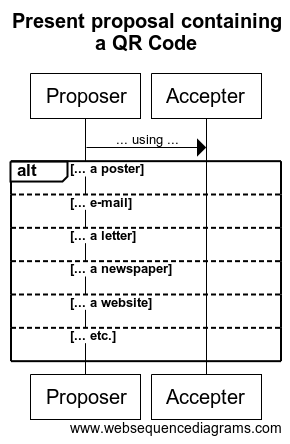 Present proposal containing
a QR Code
Proposer Accepter
... using ...
alt [... a poster]
[... e-mail]
[... a letter]
[... a newspaper]
[... a website]
[... etc.]
Proposer Accepter
www.websequencediagrams.com